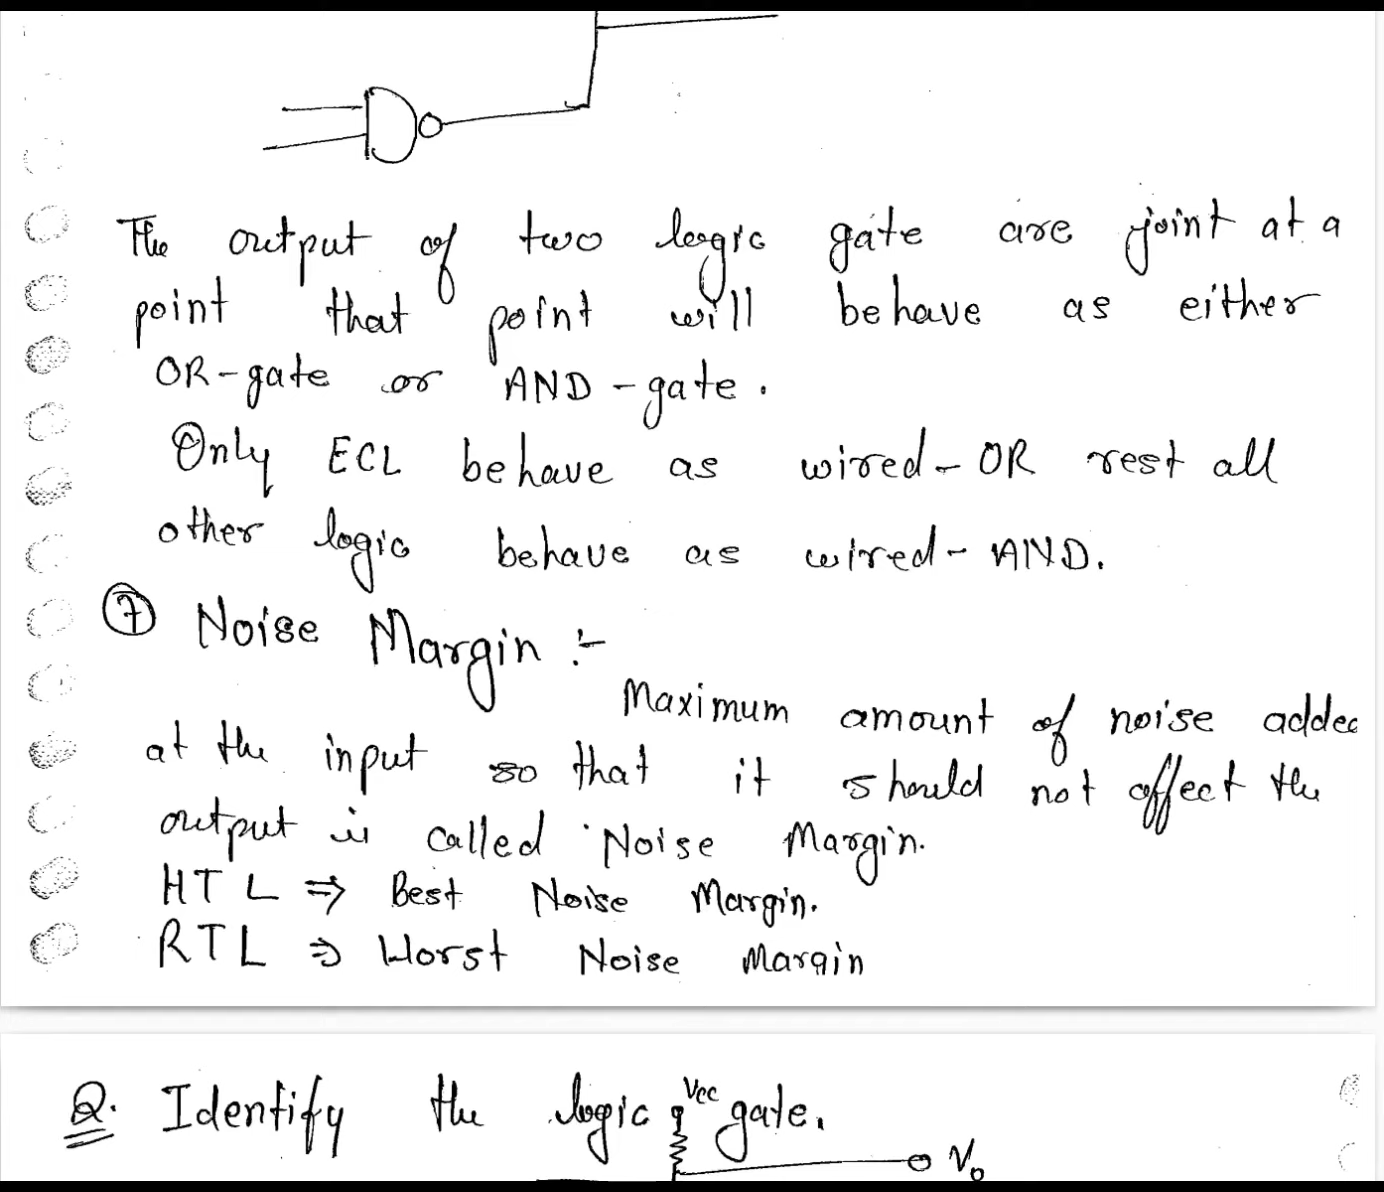 The output of two logic gate are joint at a
point that point will behave as either
OR-gate or AND-gate.
Only ECL behave as wired-OR rest all
other logic behave as wired-AND.
⑦ Noise Margin :-
Maximum amount of noise added
at the input so that it should not affect the
output is called Noise Margin.
HTL ⇒ Best Noise Margin.
RTL ⇒ Worst Noise Margin
Q. Identify the logic gate.
Vcc
Vo